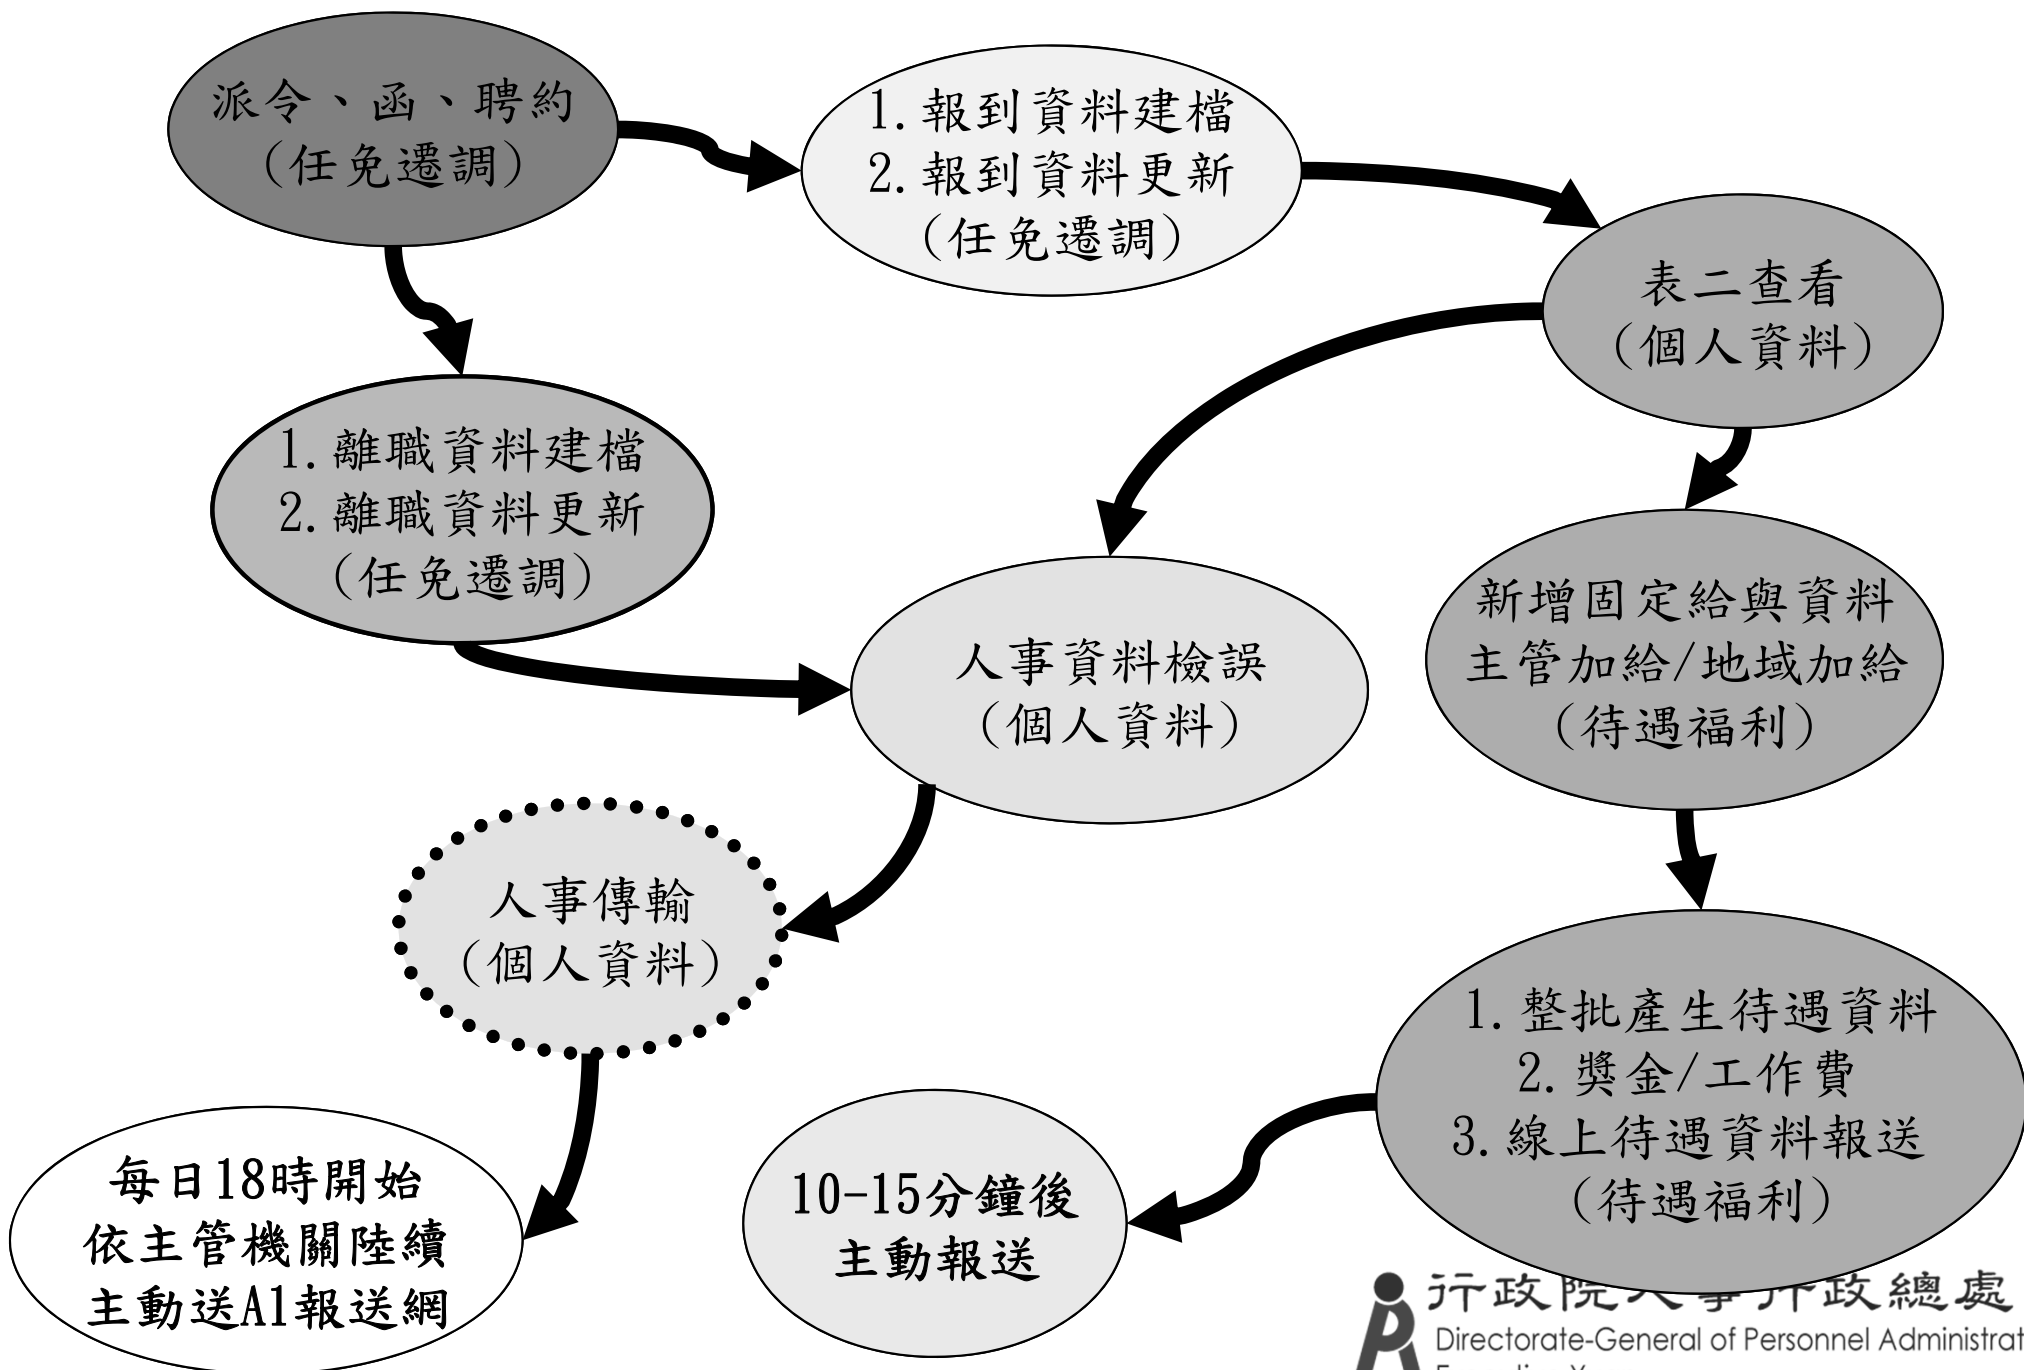 派令、函、聘約
(任免遷調)
1.報到資料建檔
2.報到資料更新
(任免遷調)
表二查看
(個人資料)
1.離職資料建檔
2.離職資料更新
(任免遷調)
人事資料檢誤
(個人資料)
新增固定給與資料
主管加給/地域加給
(待遇福利)
人事傳輸
(個人資料)
1.整批產生待遇資料
2.獎金/工作費
3.線上待遇資料報送
(待遇福利)
每日18時開始
依主管機關陸續
主動送A1報送網
10-15分鐘後
主動報送
行政院人事行政總處
Directorate-General of Personnel Administrat